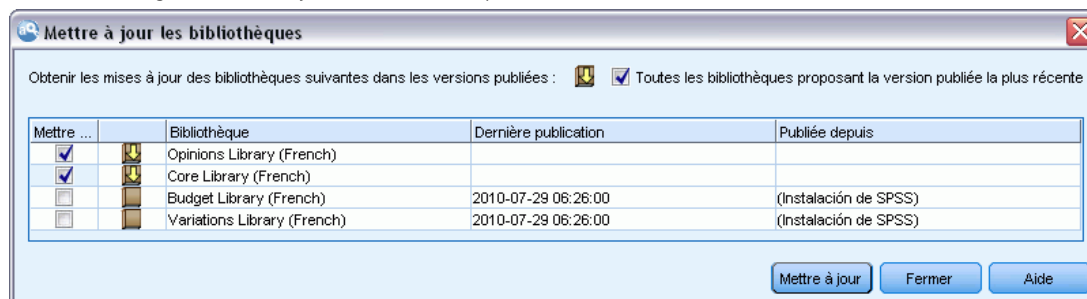 Mettre à jour les bibliothèques
Obtenir les mises à jour des bibliothèques suivantes dans les versions publiées : Toutes les bibliothèques proposant la version publiée la plus récente
Mettre ... Bibliothèque Dernière publication Publiée depuis
Opinions Library (French)
Core Library (French)
Budget Library (French) 2010-07-29 06:26:00 (Instalación de SPSS)
Variations Library (French) 2010-07-29 06:26:00 (Instalación de SPSS)
Mettre à jour Fermer Aide